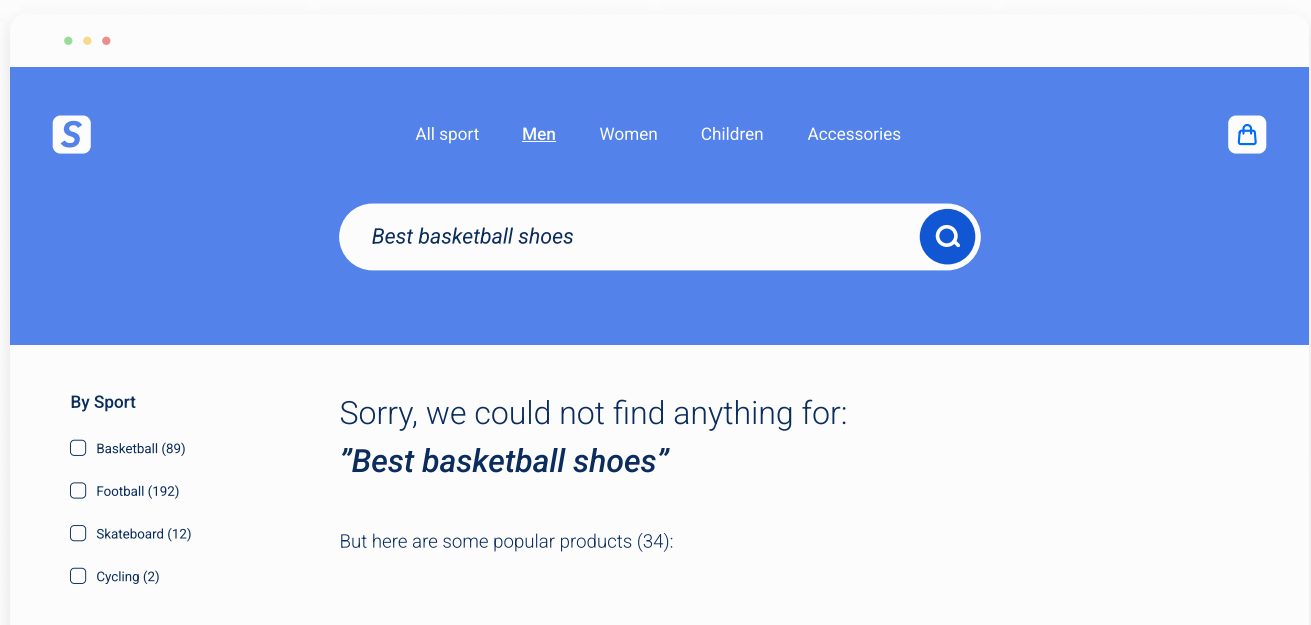 S
All sport Men Women Children Accessories
Best basketball shoes
By Sport
Basketball (89)
Football (192)
Skateboard (12)
Cycling (2)
Sorry, we could not find anything for:
”Best basketball shoes”
But here are some popular products (34):